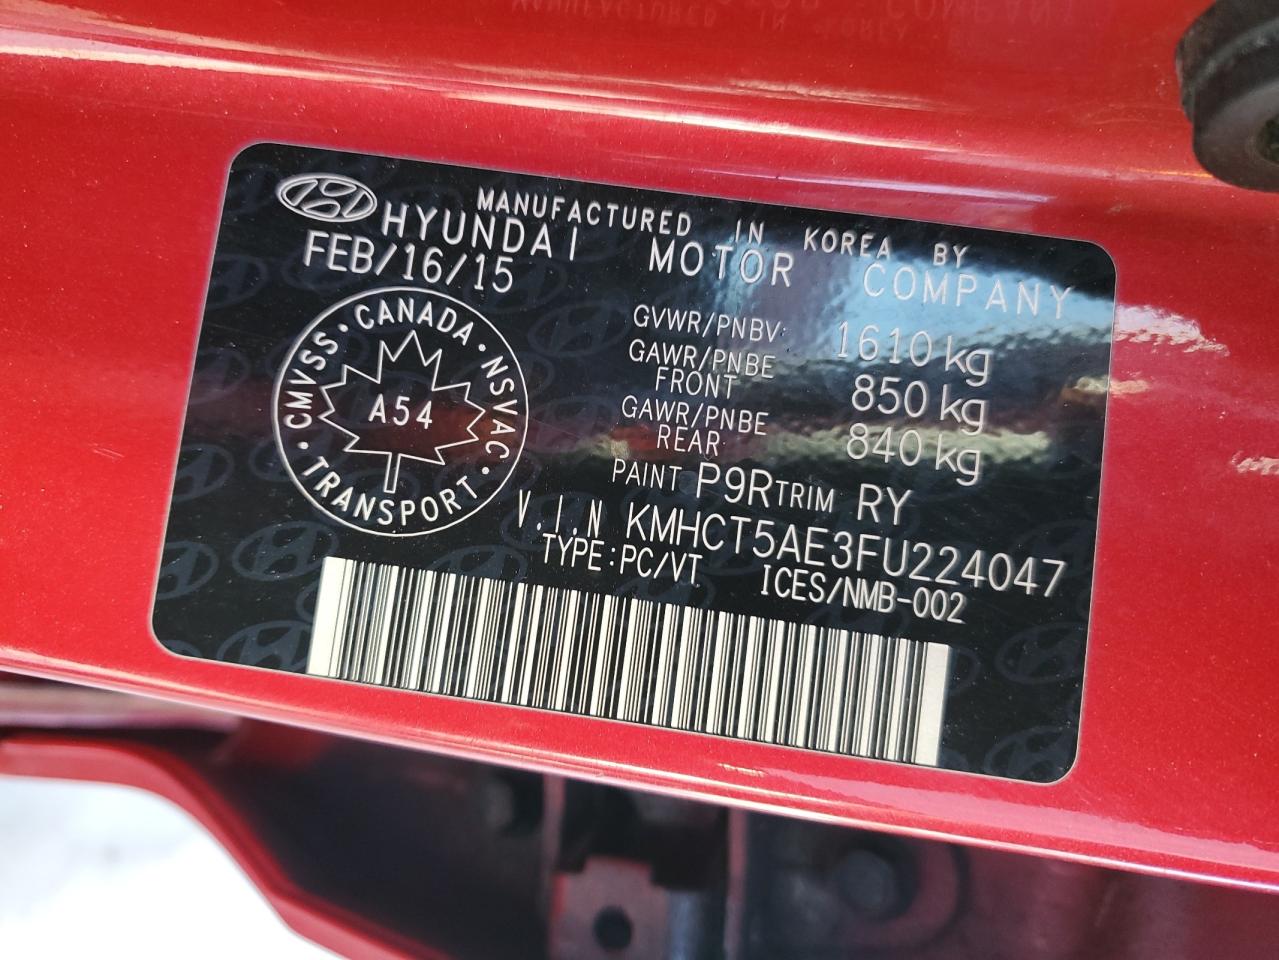 MANUFACTURED IN KOREA BY
HYUNDAI MOTOR COMPANY
FEB/16/15
GVWR/PNBV: 1610 kg
GAWR/PNBE FRONT 850 kg
GAWR/PNBE REAR: 840 kg
CMVSS · CANADA · NSVAC · TRANSPORT ·
A54
PAINT P9R TRIM RY
V.I.N KMHCT5AE3FU224047
TYPE:PC/VT ICES/NMB-002